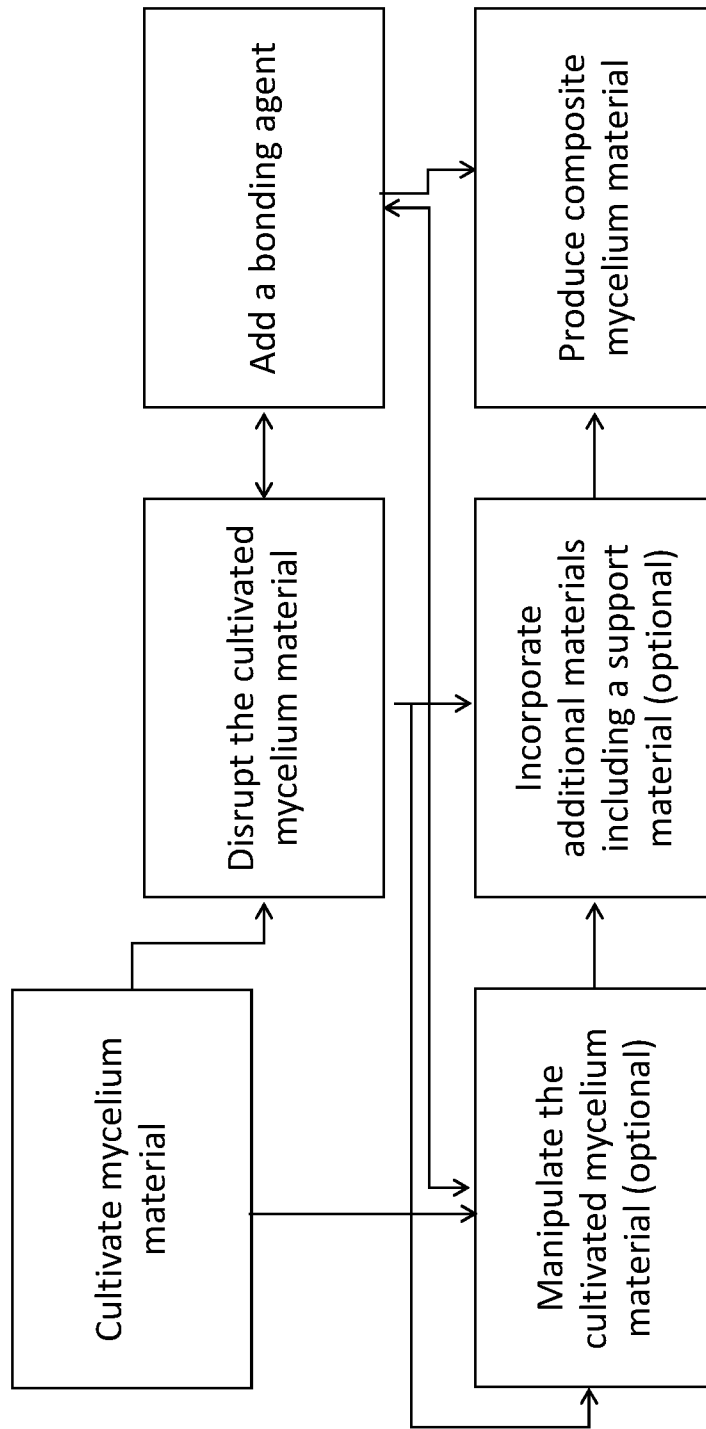 Cultivate mycelium
material
Disrupt the cultivated
mycelium material
Add a bonding agent
Manipulate the
cultivated mycelium
material (optional)
Incorporate
additional materials
including a support
material (optional)
Produce composite
mycelium material